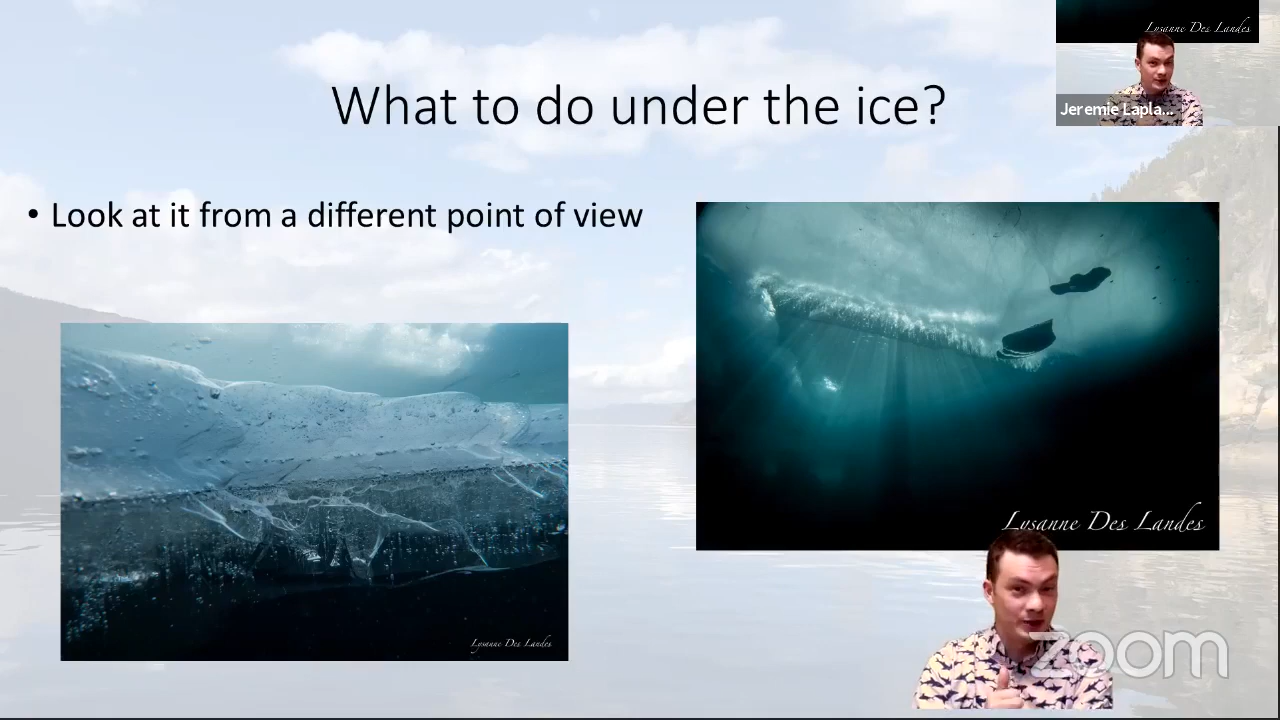 Lysanne Des Landes
What to do under the ice?
Jeremie Lapla...
• Look at it from a different point of view
Lysanne Des Landes
Lysanne Des Landes
zoom